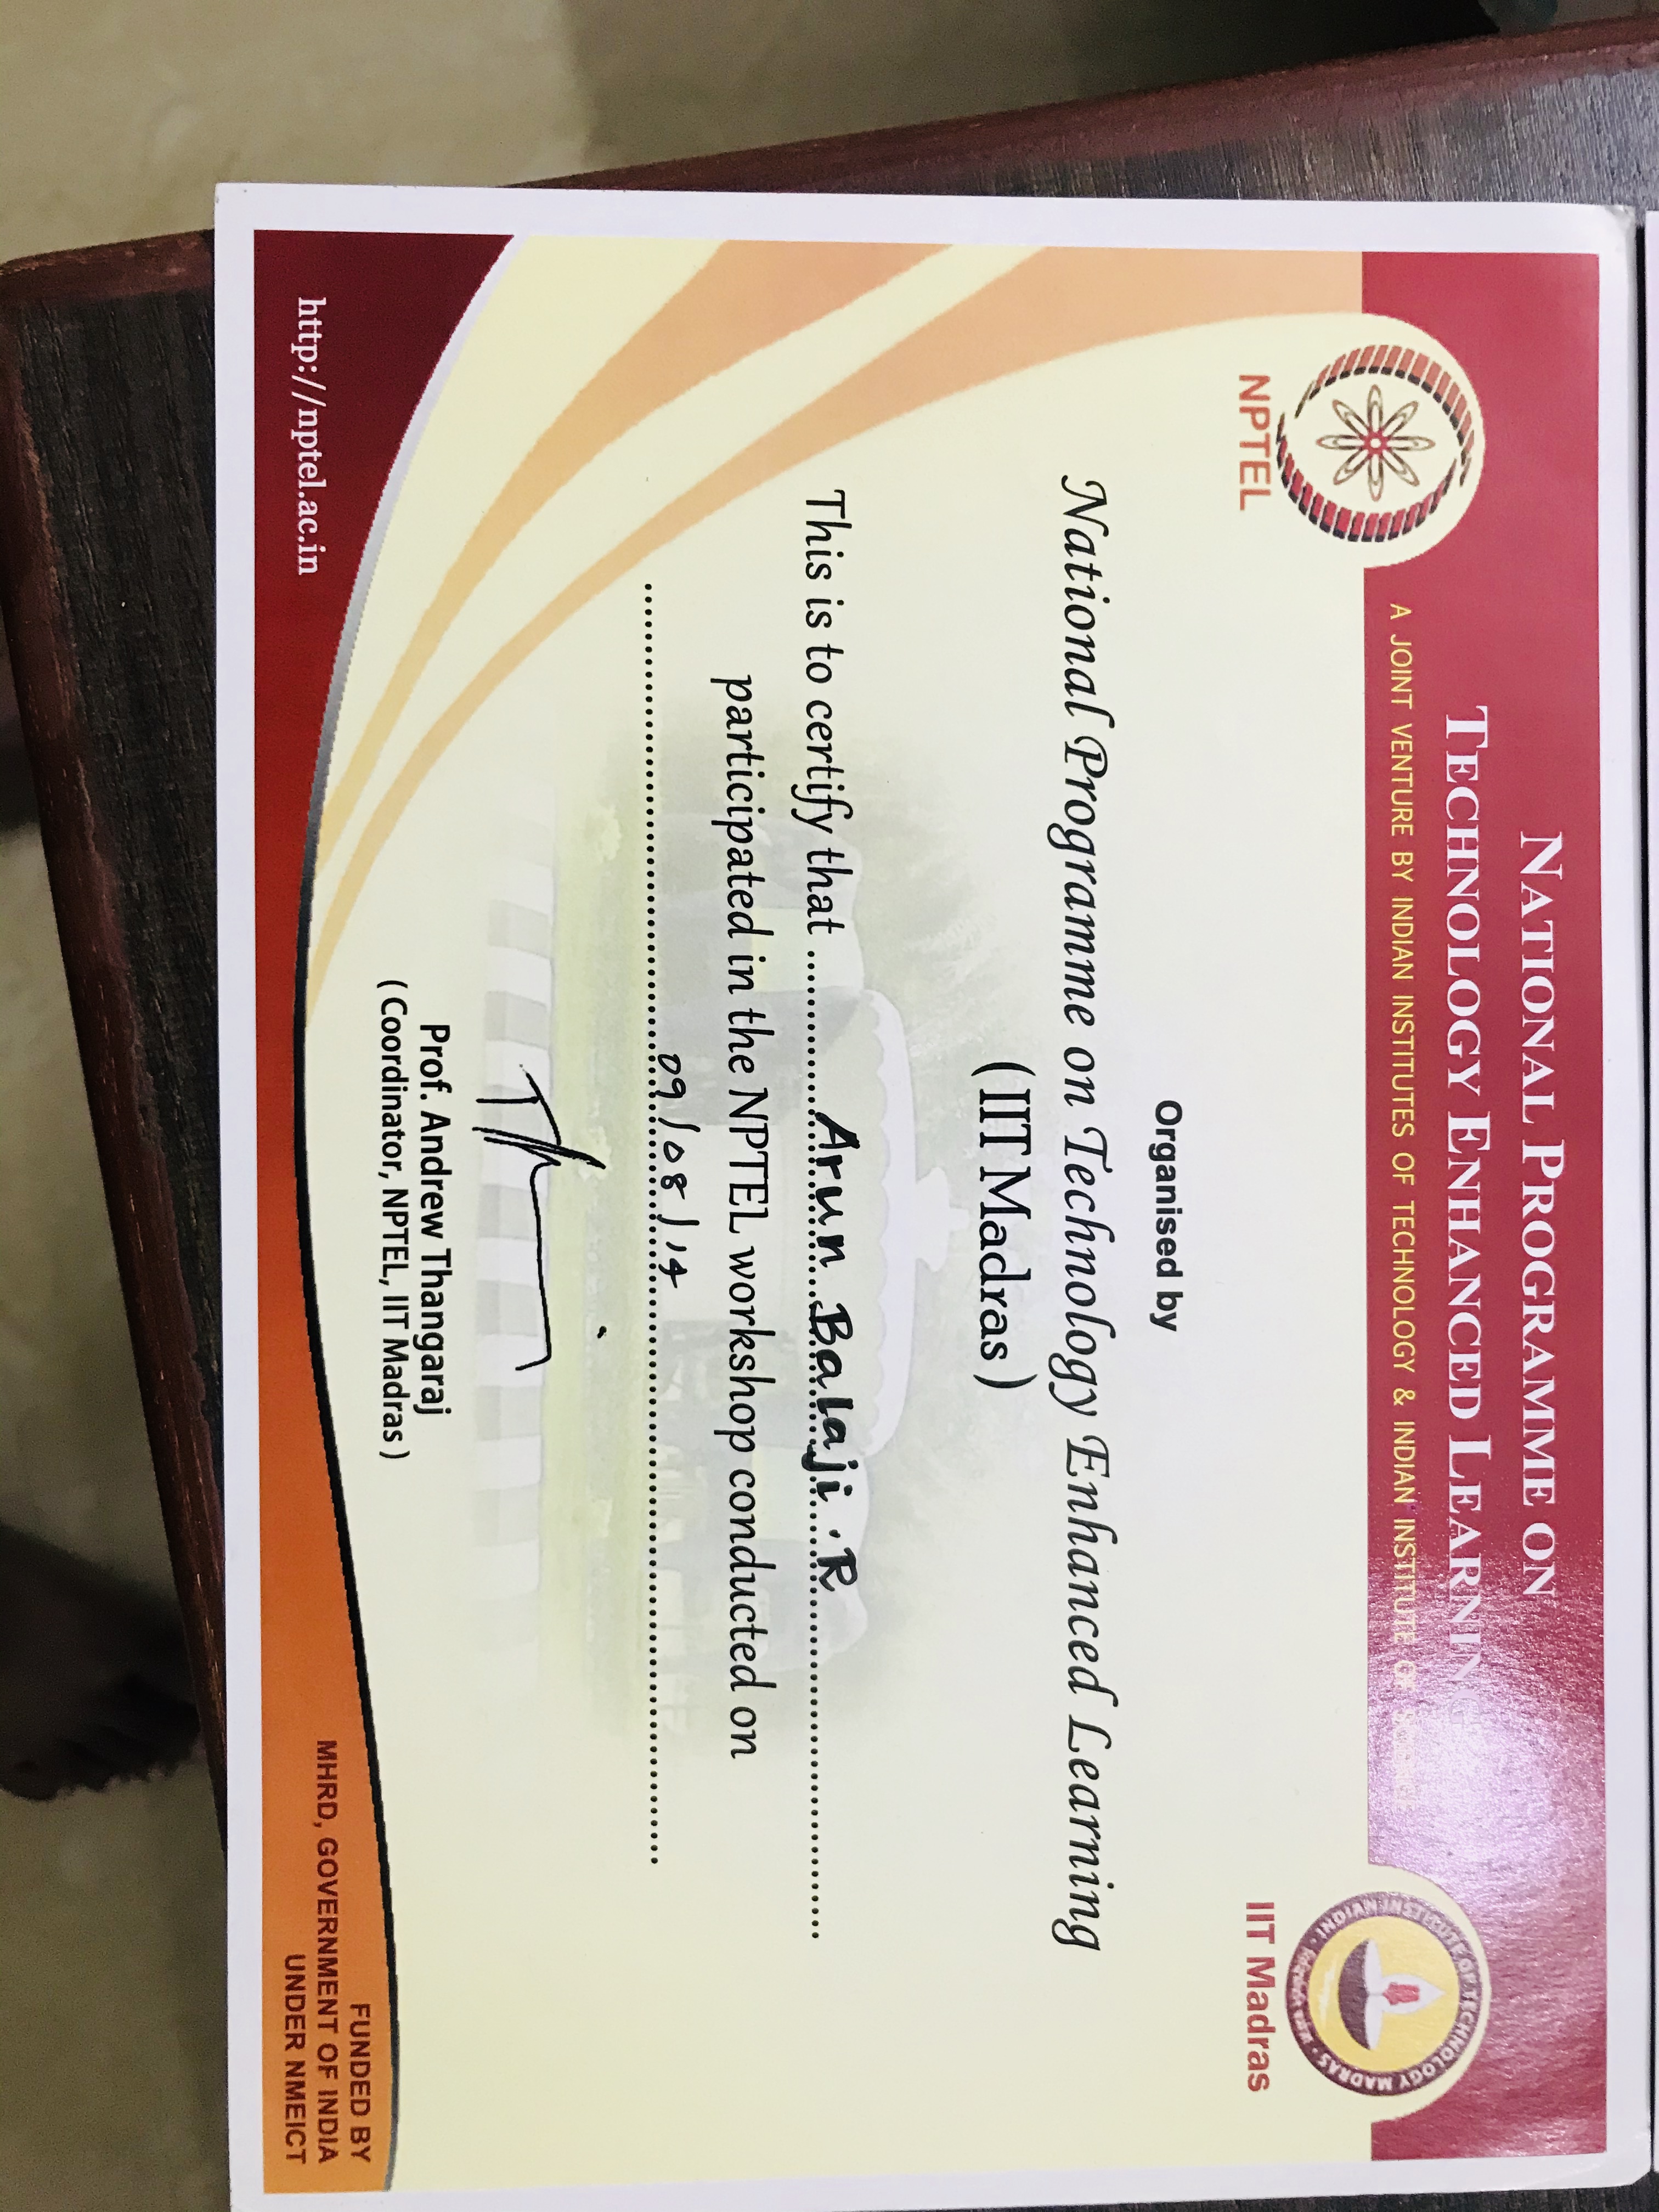 NATIONAL PROGRAMME ON
TECHNOLOGY ENHANCED LEARNING
A JOINT VENTURE BY INDIAN INSTITUTES OF TECHNOLOGY & INDIAN INSTITUTE OF SCIENCE
NPTEL
INDIAN INSTITUTE OF TECHNOLOGY MADRAS
IIT Madras
Organised by
National Programme on Technology Enhanced Learning
(IIT Madras)
This is to certify that Arun Balaji. R
participated in the NPTEL workshop conducted on
09/08/14
Prof. Andrew Thangaraj
(Coordinator, NPTEL, IIT Madras)
http://nptel.ac.in
FUNDED BY
MHRD, GOVERNMENT OF INDIA
UNDER NMEICT